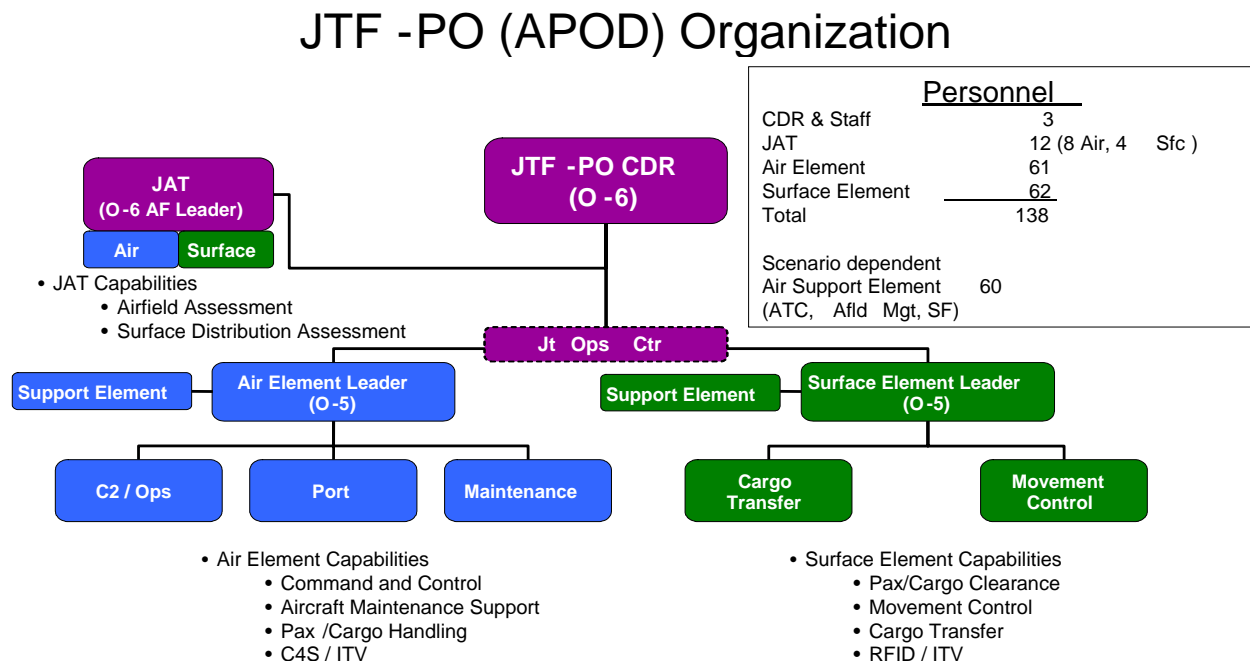 JTF -PO (APOD) Organization
Personnel
CDR & Staff 3
JAT 12 (8 Air, 4 Sfc )
Air Element 61
Surface Element 62
Total 138
Scenario dependent
Air Support Element 60
(ATC, Afld Mgt, SF)
JTF -PO CDR
(O -6)
JAT
(O-6 AF Leader)
Air
Surface
• JAT Capabilities
• Airfield Assessment
• Surface Distribution Assessment
Jt Ops Ctr
Support Element
Air Element Leader
(O-5)
Support Element
Surface Element Leader
(O-5)
C2 / Ops
Port
Maintenance
Cargo
Transfer
Movement
Control
• Air Element Capabilities
• Command and Control
• Aircraft Maintenance Support
• Pax /Cargo Handling
• C4S / ITV
• Surface Element Capabilities
• Pax/Cargo Clearance
• Movement Control
• Cargo Transfer
• RFID / ITV